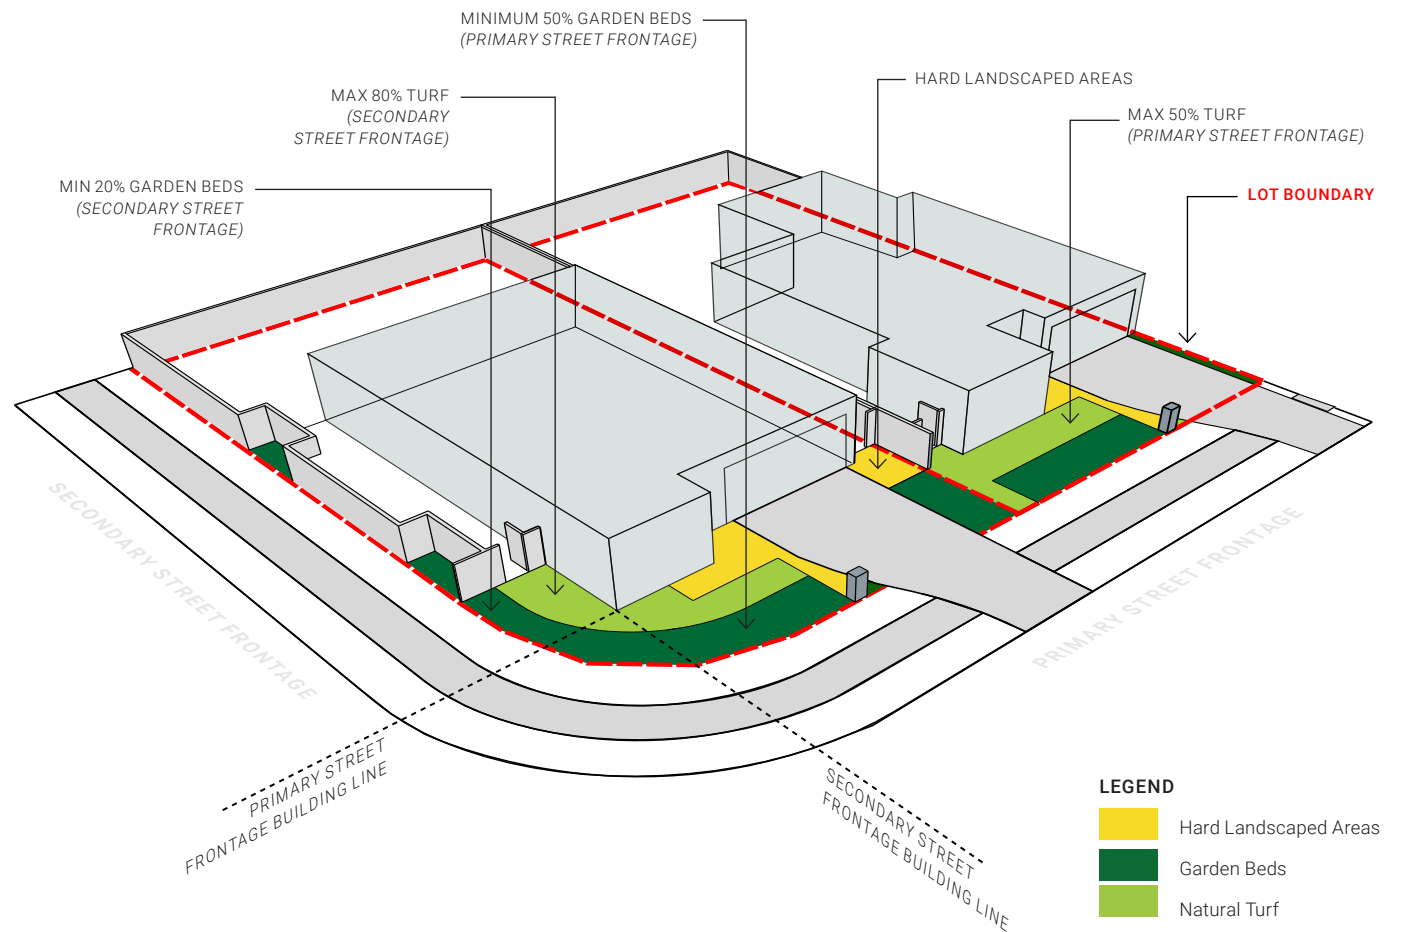 MINIMUM 50% GARDEN BEDS
(PRIMARY STREET FRONTAGE)
HARD LANDSCAPED AREAS
MAX 80% TURF
(SECONDARY
STREET FRONTAGE)
MAX 50% TURF
(PRIMARY STREET FRONTAGE)
MIN 20% GARDEN BEDS
(SECONDARY STREET
FRONTAGE)
LOT BOUNDARY
SECONDARY STREET FRONTAGE
PRIMARY STREET FRONTAGE
PRIMARY STREET
FRONTAGE BUILDING LINE
SECONDARY STREET
FRONTAGE BUILDING LINE
LEGEND
Hard Landscaped Areas
Garden Beds
Natural Turf